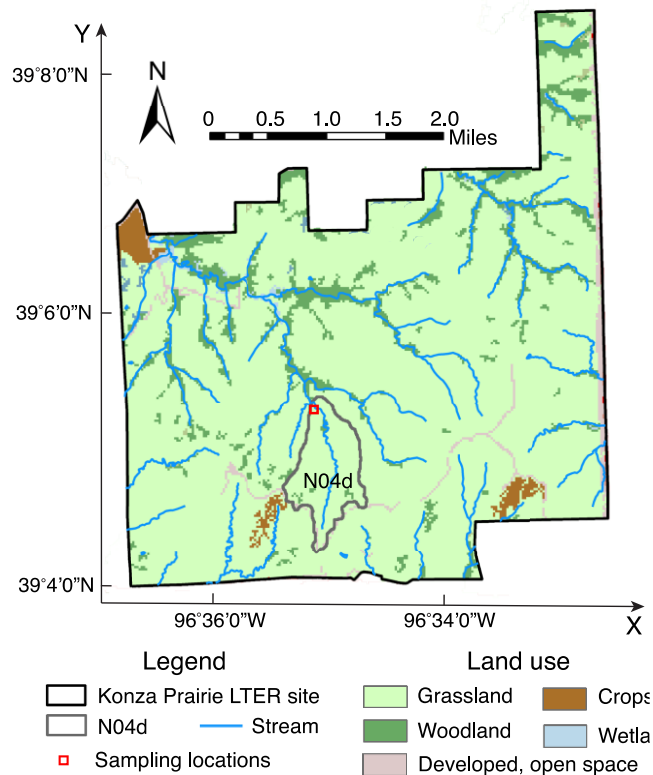 Y
39°8'0"N
N
0 0.5 1.0 1.5 2.0
Miles
39°6'0"N
N04d
39°4'0"N
96°36'0"W 96°34'0"W
X
Legend Land use
Konza Prairie LTER site Grassland Crops
N04d Stream Woodland Wetla
Sampling locations Developed, open space